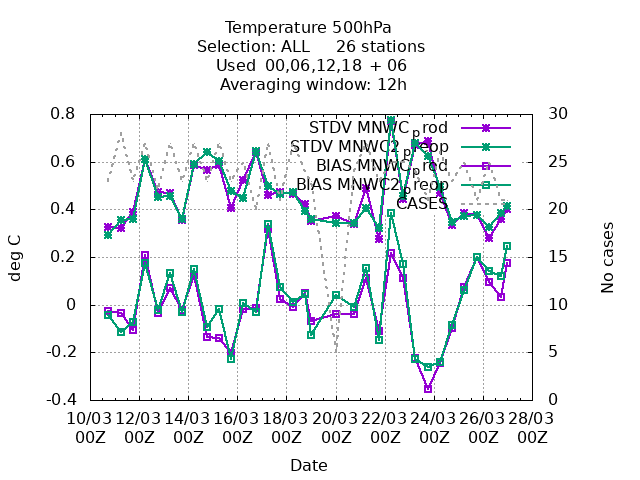 Temperature 500hPa
Selection: ALL 26 stations
Used 00,06,12,18 + 06
Averaging window: 12h
0.8
0.6
0.4
0.2
0
-0.2
-0.4
deg C
30
25
20
15
10
5
0
No cases
STDV MNWC_prod
STDV MNWC2_preop
BIAS MNWC_prod
BIAS MNWC2_preop
CASES
10/03 12/03 14/03 16/03 18/03 20/03 22/03 24/03 26/03 28/03
00Z 00Z 00Z 00Z 00Z 00Z 00Z 00Z 00Z 00Z
Date